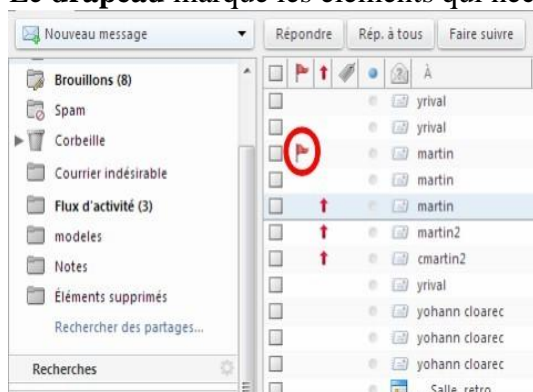 Le drapeau marque les éléments qui néc
Nouveau message
Répondre
Rép. à tous
Faire suivre
Brouillons (8)
Spam
Corbeille
Courrier indésirable
Flux d'activité (3)
modeles
Notes
Éléments supprimés
Rechercher des partages...
Recherches
À
yrival
yrival
martin
martin
martin
martin2
cmartin2
yrival
yohann cloarec
yohann cloarec
yohann cloarec
Salle_retro